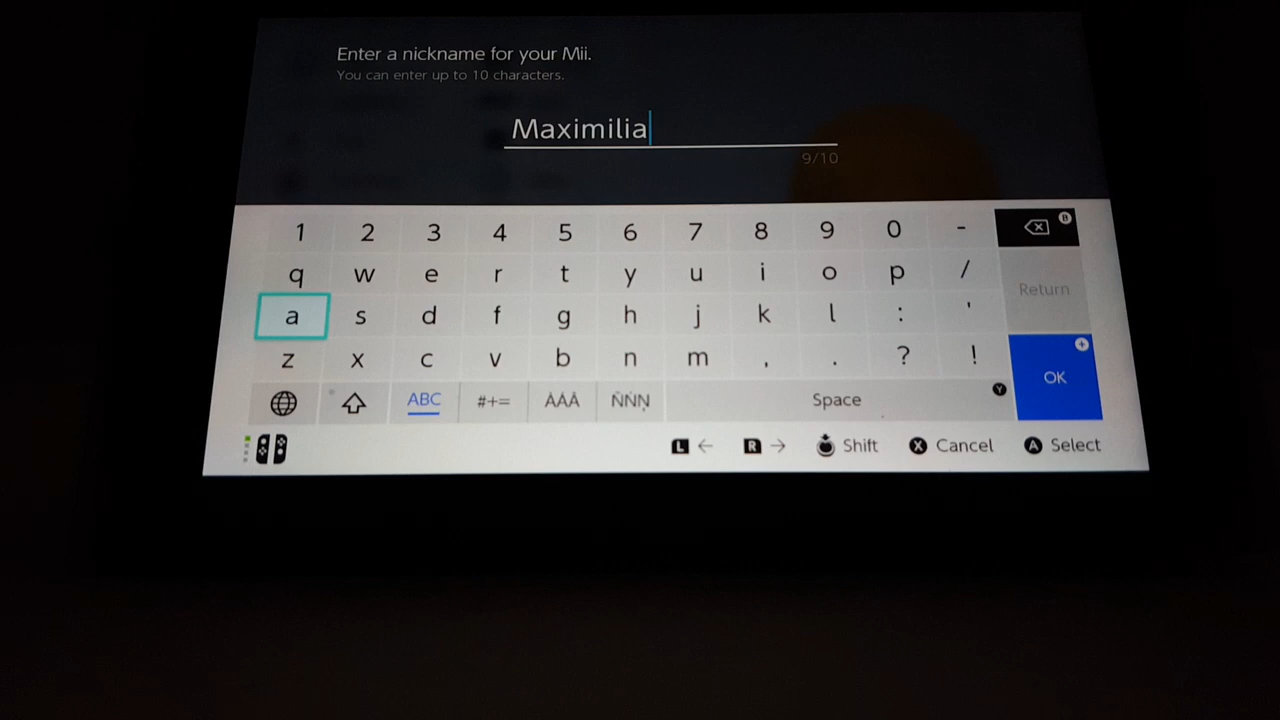 Enter a nickname for your Mii.
You can enter up to 10 characters.
Maximilia
9/10
1 2 3 4 5 6 7 8 9 0 - B
q w e r t y u i o p / Return
a s d f g h j k l : '
z x c v b n m , . ? ! + OK
ABC #+= ÀÁÂ ÑŃŅ Space Y
L ← R → Shift X Cancel A Select